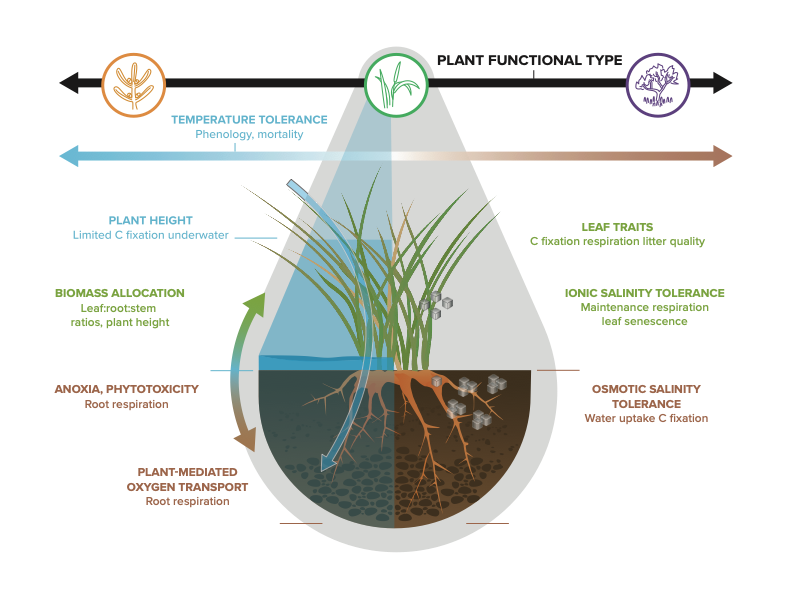 PLANT FUNCTIONAL TYPE
TEMPERATURE TOLERANCE
Phenology, mortality
PLANT HEIGHT
Limited C fixation underwater
LEAF TRAITS
C fixation respiration litter quality
BIOMASS ALLOCATION
Leaf:root:stem
ratios, plant height
IONIC SALINITY TOLERANCE
Maintenance respiration
leaf senescence
ANOXIA, PHYTOTOXICITY
Root respiration
OSMOTIC SALINITY
TOLERANCE
Water uptake C fixation
PLANT-MEDIATED
OXYGEN TRANSPORT
Root respiration